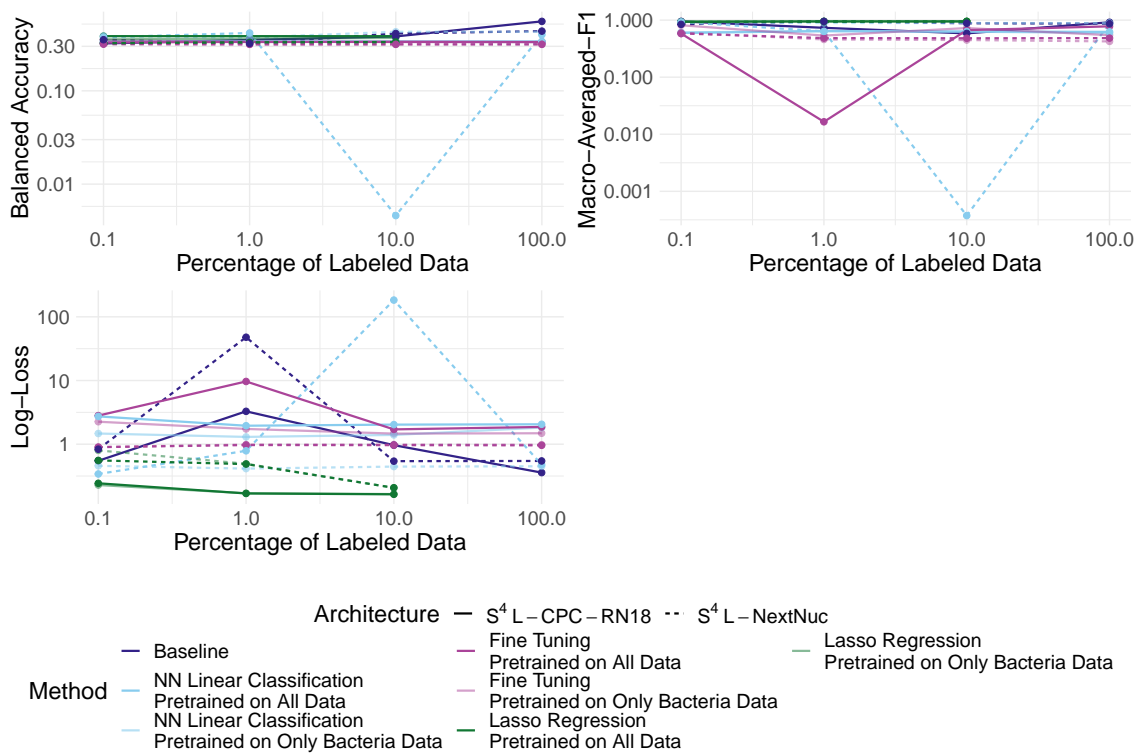 Balanced Accuracy
0.30
0.10
0.03
0.01
0.1 1.0 10.0 100.0
Percentage of Labeled Data
Macro−Averaged−F1
1.000
0.100
0.010
0.001
0.1 1.0 10.0 100.0
Percentage of Labeled Data
Log−Loss
100
10
1
0.1 1.0 10.0 100.0
Percentage of Labeled Data
Architecture S⁴ L − CPC − RN18 S⁴ L − NextNuc
Method
Baseline
NN Linear Classification
Pretrained on All Data
NN Linear Classification
Pretrained on Only Bacteria Data
Fine Tuning
Pretrained on All Data
Fine Tuning
Pretrained on Only Bacteria Data
Lasso Regression
Pretrained on All Data
Lasso Regression
Pretrained on Only Bacteria Data